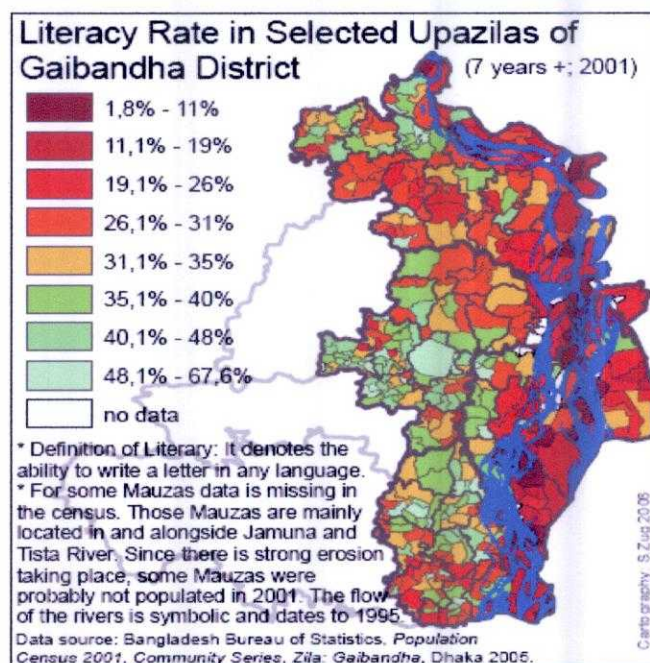 Literacy Rate in Selected Upazilas of
Gaibandha District
(7 years +; 2001)
1,8% - 11%
11,1% - 19%
19,1% - 26%
26,1% - 31%
31,1% - 35%
35,1% - 40%
40,1% - 48%
48,1% - 67,6%
no data
* Definition of Literary: It denotes the
ability to write a letter in any language.
* For some Mauzas data is missing in
the census. Those Mauzas are mainly
located in and alongside Jamuna and
Tista River. Since there is strong erosion
taking place, some Mauzas were
probably not populated in 2001. The flow
of the rivers is symbolic and dates to 1995.
Data source: Bangladesh Bureau of Statistics, Population
Census 2001, Community Series, Zila: Gaibandha, Dhaka 2005.
Cartography: S.Zug 2006